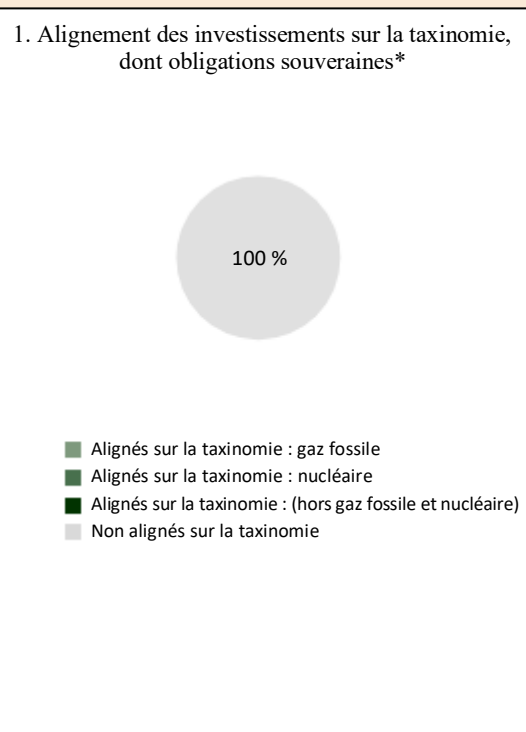 1. Alignement des investissements sur la taxinomie,
dont obligations souveraines*
100 %
Alignés sur la taxinomie : gaz fossile
Alignés sur la taxinomie : nucléaire
Alignés sur la taxinomie : (hors gaz fossile et nucléaire)
Non alignés sur la taxinomie